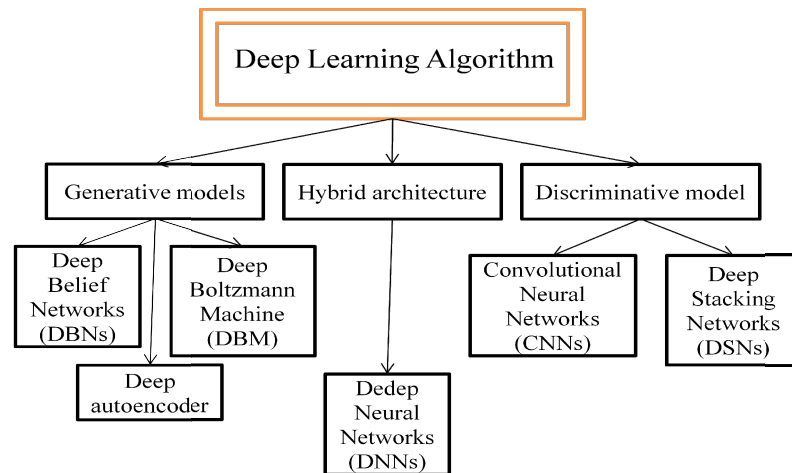 Deep Learning Algorithm
Generative models
Hybrid architecture
Discriminative model
Deep
Belief
Networks
(DBNs)
Deep
autoencoder
Deep
Boltzmann
Machine
(DBM)
Dedep
Neural
Networks
(DNNs)
Convolutional
Neural
Networks
(CNNs)
Deep
Stacking
Networks
(DSNs)